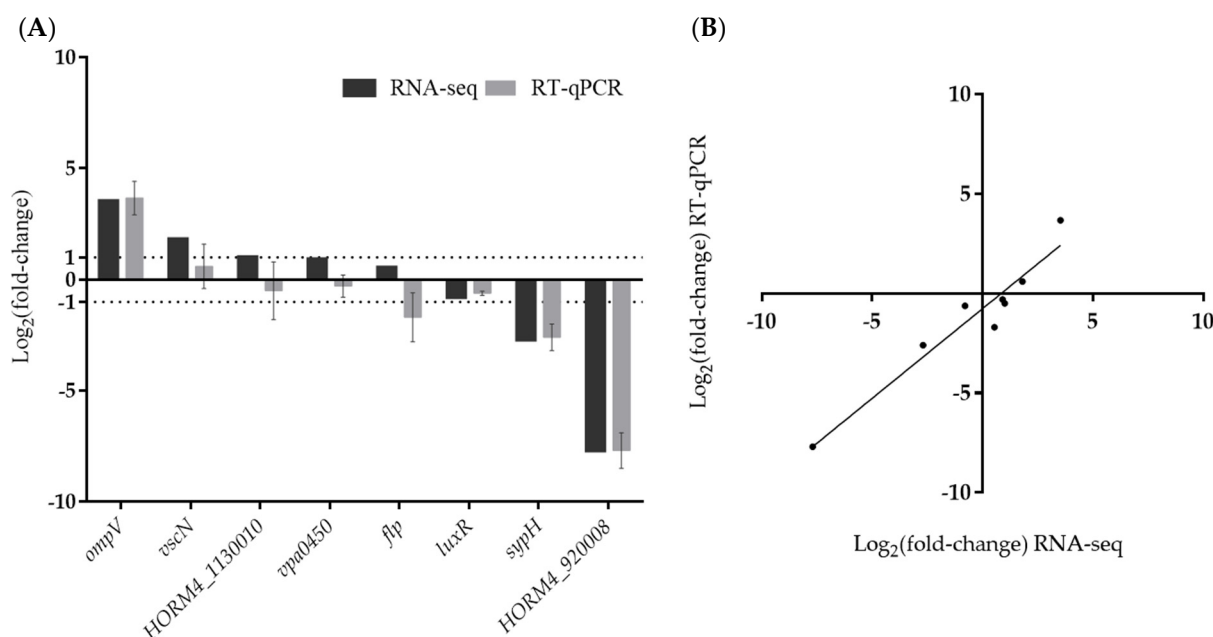 (A)
10
RNA-seq
RT-qPCR
5
1
0
-1
-5
-10
Log2(fold-change)
ompV
vscN
HORM4_1130010
vpa0450
flp
luxR
sypH
HORM4_920008
(B)
10
5
-10
-5
5
10
-5
-10
Log2(fold-change) RT-qPCR
Log2(fold-change) RNA-seq